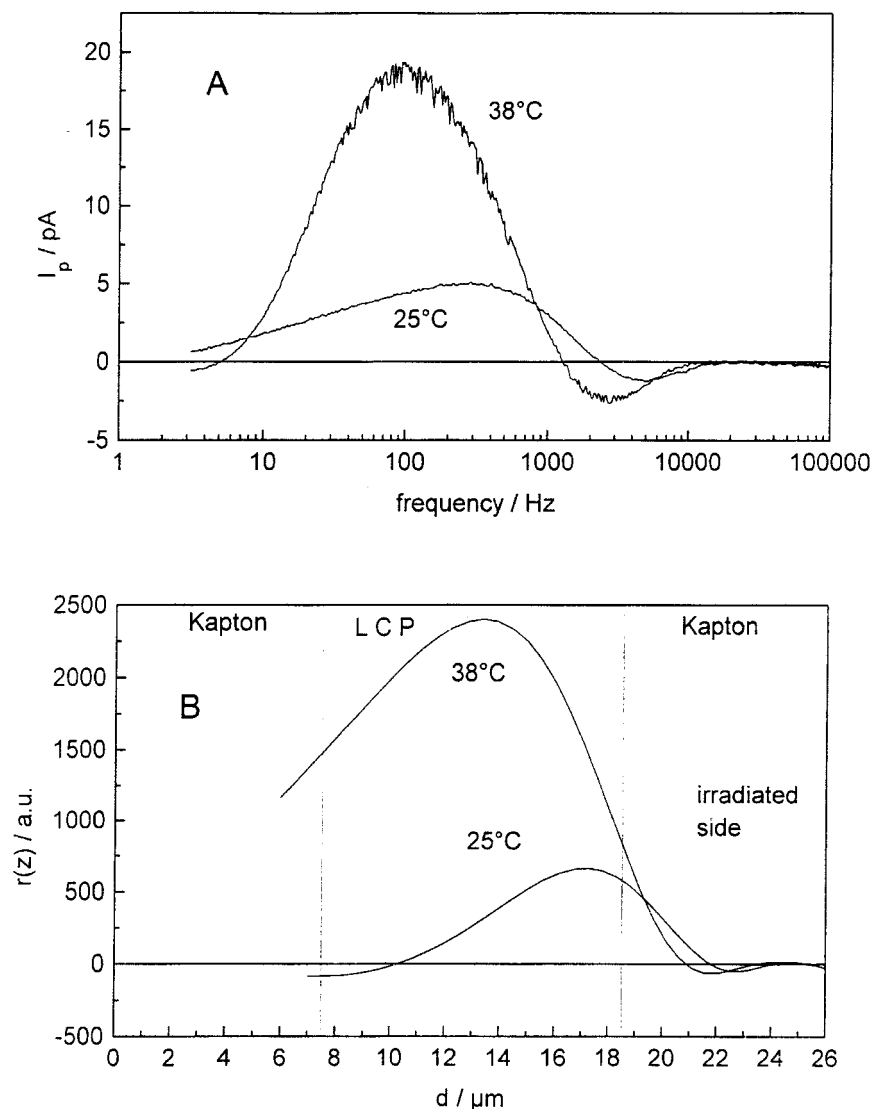 A
20
15
10
5
0
-5
I p / pA
38°C
25°C
1 10 100 1000 10000 100000
frequency / Hz
B
2500
2000
1500
1000
500
0
-500
r(z) / a.u.
Kapton L C P Kapton
38°C
25°C
irradiated
side
0 2 4 6 8 10 12 14 16 18 20 22 24 26
d / µm